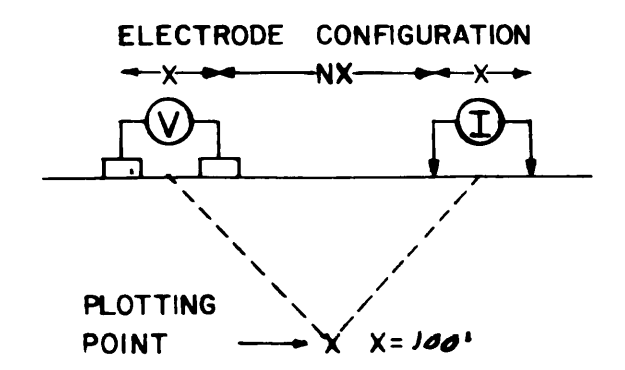 ELECTRODE CONFIGURATION
X NX X
V I
PLOTTING
POINT X X = 100'